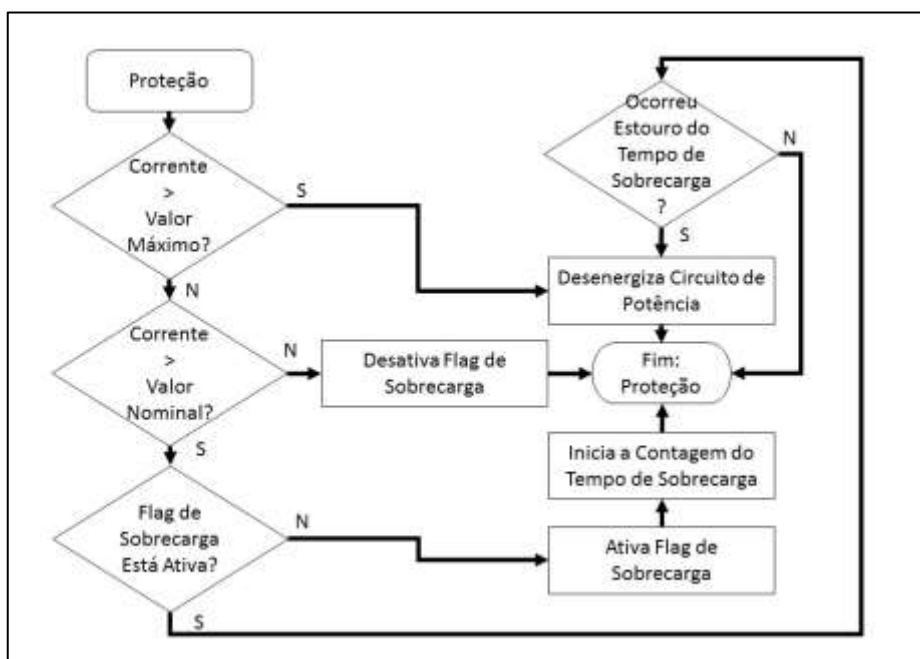 Proteção
Corrente
>
Valor
Máximo?
S
N
Corrente
>
Valor
Nominal?
N
S
Desativa Flag de
Sobrecarga
Flag de
Sobrecarga
Está Ativa?
N
S
Ocorreu
Estouro do
Tempo de
Sobrecarga
?
N
S
Desenergiza Circuito de
Potência
Fim:
Proteção
Inicia a Contagem do
Tempo de Sobrecarga
Ativa Flag de
Sobrecarga